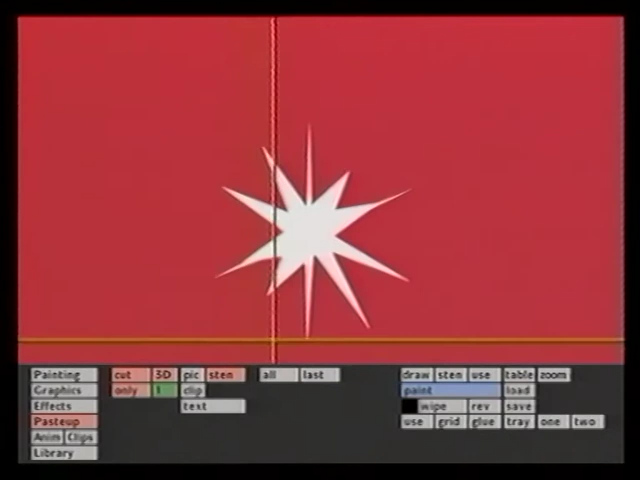 Painting cut 3D pic sten all last draw sten use table zoom
Graphics only 1 clip paint load
Effects text wipe rev save
Pasteup use grid glue tray one two
Anim Clips
Library